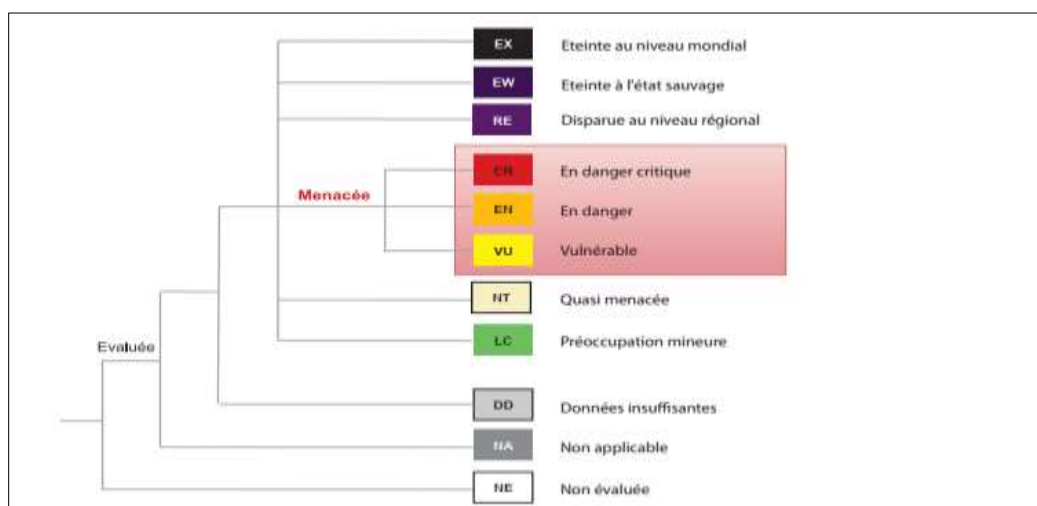 EX Eteinte au niveau mondial
EW Eteinte à l'état sauvage
RE Disparue au niveau régional
Menacée
CR En danger critique
EN En danger
VU Vulnérable
NT Quasi menacée
LC Préoccupation mineure
Evaluée
DD Données insuffisantes
NA Non applicable
NE Non évaluée